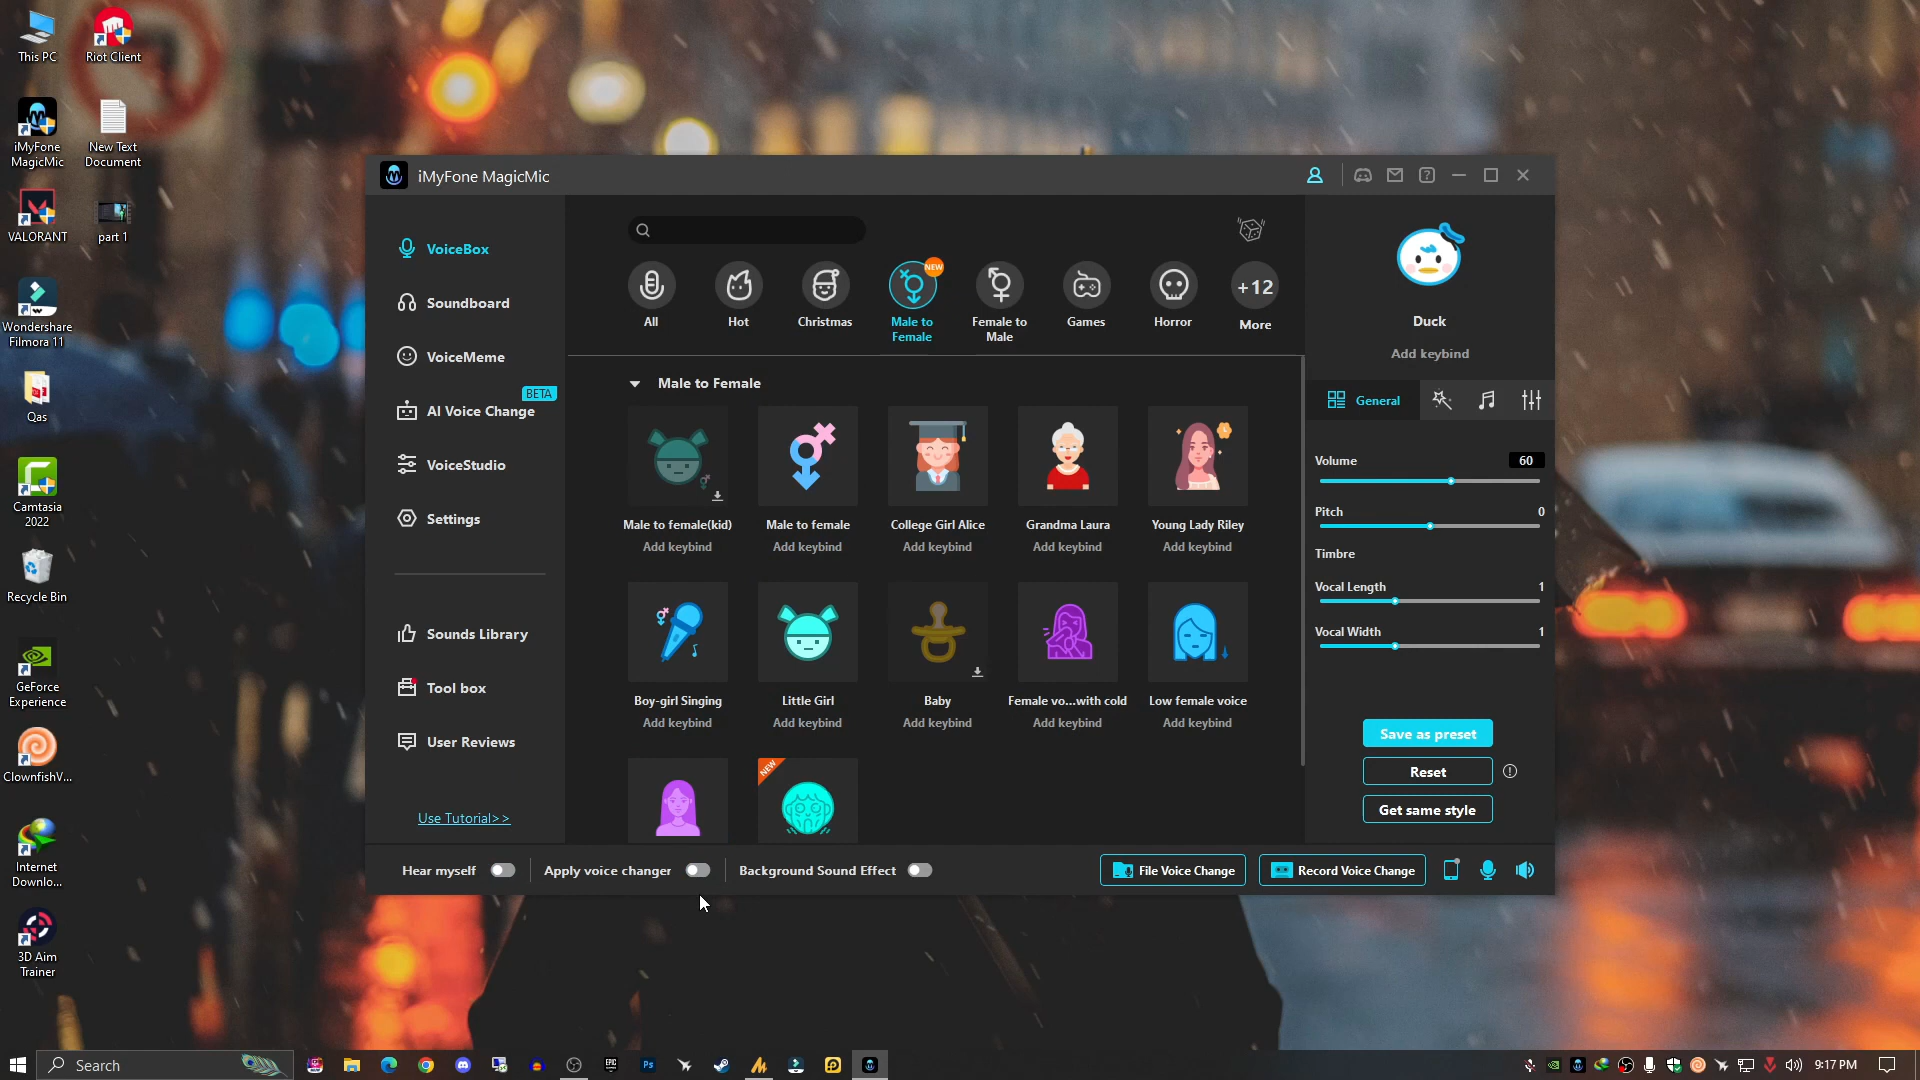 This PC
Riot Client
iMyFone
MagicMic
New Text
Document
VALORANT
part 1
Wondershare
Filmora 11
Qas
Camtasia
2022
Recycle Bin
GeForce
Experience
ClownfishV...
Internet
Downlo...
3D Aim
Trainer
iMyFone MagicMic
VoiceBox
Soundboard
VoiceMeme
BETA
AI Voice Change
VoiceStudio
Settings
Sounds Library
Tool box
User Reviews
Use Tutorial>>
NEW
+12
All
Hot
Christmas
Male to
Female
Female to
Male
Games
Horror
More
Male to Female
Male to female(kid)
Male to female
College Girl Alice
Grandma Laura
Young Lady Riley
Add keybind
Add keybind
Add keybind
Add keybind
Add keybind
Boy-girl Singing
Little Girl
Baby
Female vo...with cold
Low female voice
Add keybind
Add keybind
Add keybind
Add keybind
Add keybind
NEW
Duck
Add keybind
General
Volume 60
Pitch 0
Timbre
Vocal Length 1
Vocal Width 1
Save as preset
Reset
Get same style
Hear myself
Apply voice changer
Background Sound Effect
File Voice Change
Record Voice Change
Search
EPIC
GAMES
Ps
9:17 PM